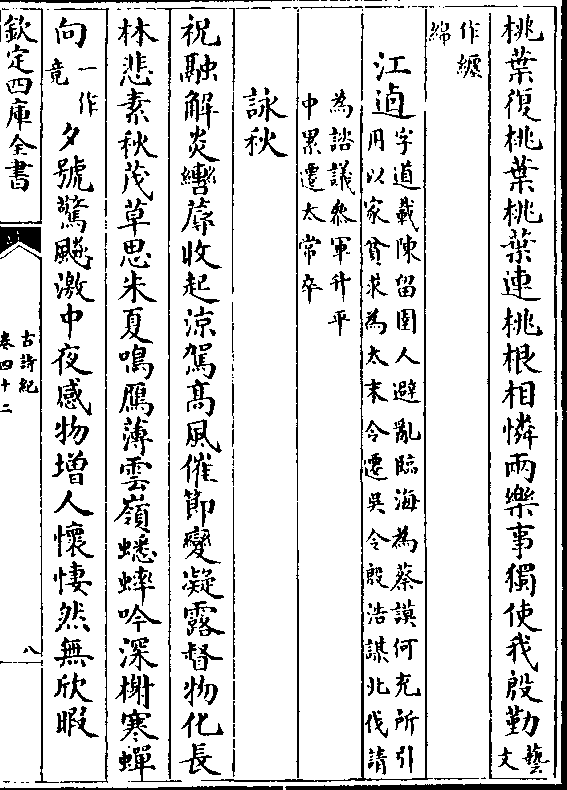 桃葉復桃葉桃葉連桃根相憐兩樂事獨使我殷勤藝文
作纏
綿
江逌字道載陳留圉人避亂臨海為蔡謨何充所引
用以家貧求為太末令遷吳令殷浩謀北伐請
為諮議叅軍升平
中累遷太常卒
詠秋
祝融解炎轡蓐收起涼駕髙風催節變凝露督物化長
林悲素秋茂草思朱夏鳴鴈薄雲嶺蟋蟀吟深榭寒蟬
向一作竟夕號驚飈激中夜感物增人懷悽然無欣暇
欽定四庫全書
古詩紀
卷四十二
八